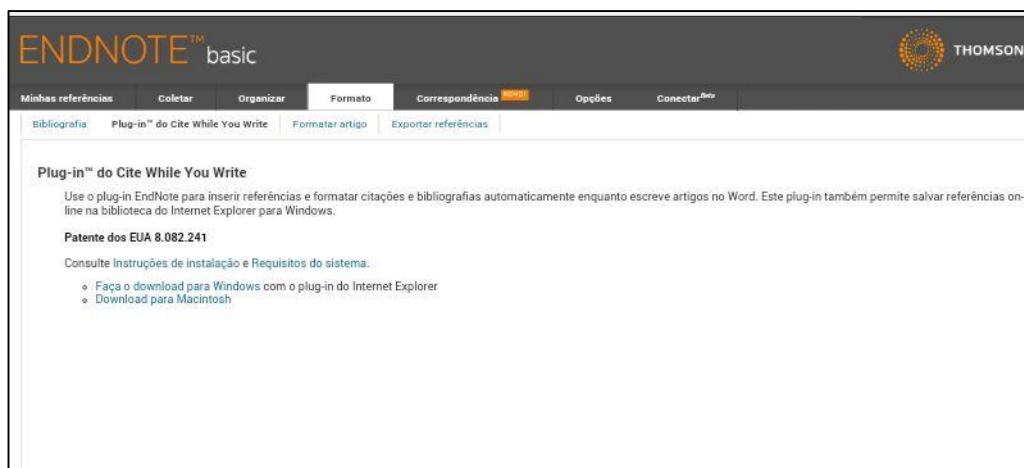 ENDNOTE™ basic
THOMSON
Minhas referências Coletar Organizar Formato Correspondência NOVO! Opções Conectar Beta
Bibliografia Plug-in™ do Cite While You Write Formatar artigo Exportar referências
Plug-in™ do Cite While You Write
Use o plug-in EndNote para inserir referências e formatar citações e bibliografias automaticamente enquanto escreve artigos no Word. Este plug-in também permite salvar referências on-
line na biblioteca do Internet Explorer para Windows.
Patente dos EUA 8.082.241
Consulte Instruções de instalação e Requisitos do sistema.
Faça o download para Windows com o plug-in do Internet Explorer
Download para Macintosh